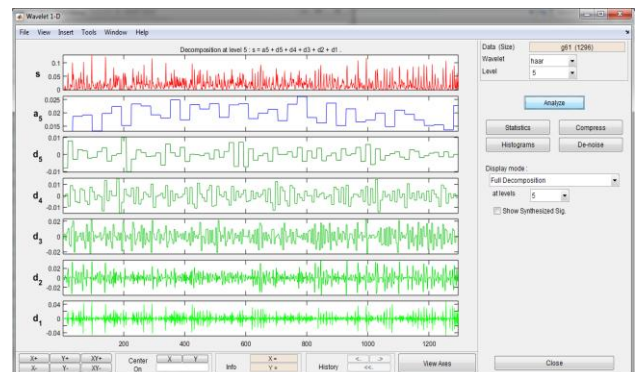 Wavelet 1-D
File View Insert Tools Window Help
Decomposition at level 5 : s = a5 + d5 + d4 + d3 + d2 + d1 .
s
0.1
0.05
0
a5
0.025
0.02
0.015
d5
0.01
0
-0.01
d4
0.01
0
-0.01
d3
0.02
0
-0.02
d2
0.02
0
-0.02
d1
0.04
0
-0.04
200 400 600 800 1000 1200
Data (Size) g61 (1296)
Wavelet haar
Level 5
Analyze
Statistics Compress
Histograms De-noise
Display mode :
Full Decomposition
at levels 5
Show Synthesized Sig.
X+ Y+ XY+
X- Y- XY-
Center On X Y
Info X = Y =
History <- -> <<-
View Axes
Close